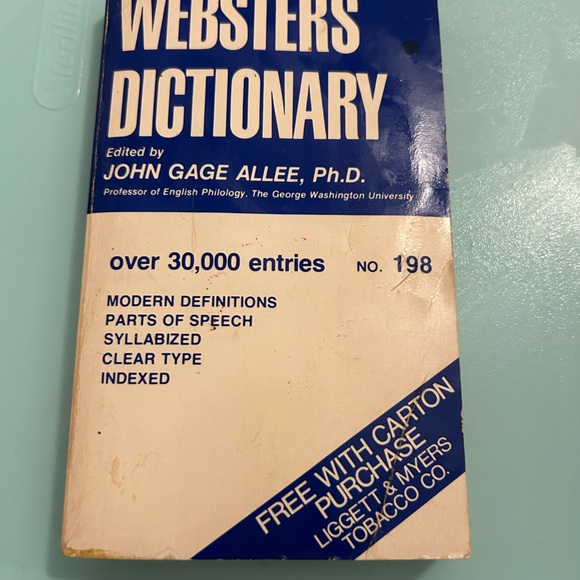 WEBSTERS
DICTIONARY
Edited by
JOHN GAGE ALLEE, Ph.D.
Professor of English Philology, The George Washington University
over 30,000 entries NO. 198
MODERN DEFINITIONS
PARTS OF SPEECH
SYLLABIZED
CLEAR TYPE
INDEXED
FREE WITH CARTON
PURCHASE
LIGGETT & MYERS
TOBACCO CO.